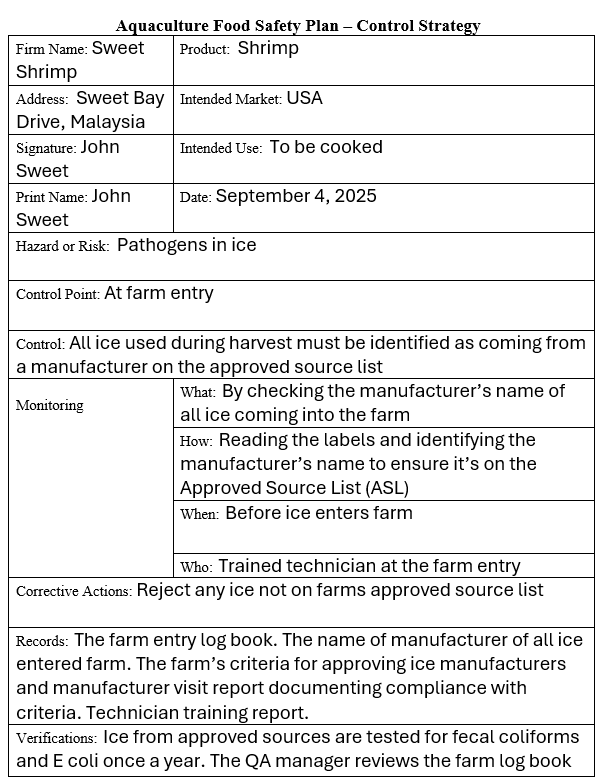 Aquaculture Food Safety Plan – Control Strategy
Firm Name: Sweet
Shrimp
Product: Shrimp
Address: Sweet Bay
Drive, Malaysia
Intended Market: USA
Signature: John
Sweet
Intended Use: To be cooked
Print Name: John
Sweet
Date: September 4, 2025
Hazard or Risk: Pathogens in ice
Control Point: At farm entry
Control: All ice used during harvest must be identified as coming from
a manufacturer on the approved source list
Monitoring
What: By checking the manufacturer’s name of
all ice coming into the farm
How: Reading the labels and identifying the
manufacturer’s name to ensure it’s on the
Approved Source List (ASL)
When: Before ice enters farm
Who: Trained technician at the farm entry
Corrective Actions: Reject any ice not on farms approved source list
Records: The farm entry log book. The name of manufacturer of all ice
entered farm. The farm’s criteria for approving ice manufacturers
and manufacturer visit report documenting compliance with
criteria. Technician training report.
Verifications: Ice from approved sources are tested for fecal coliforms
and E coli once a year. The QA manager reviews the farm log book